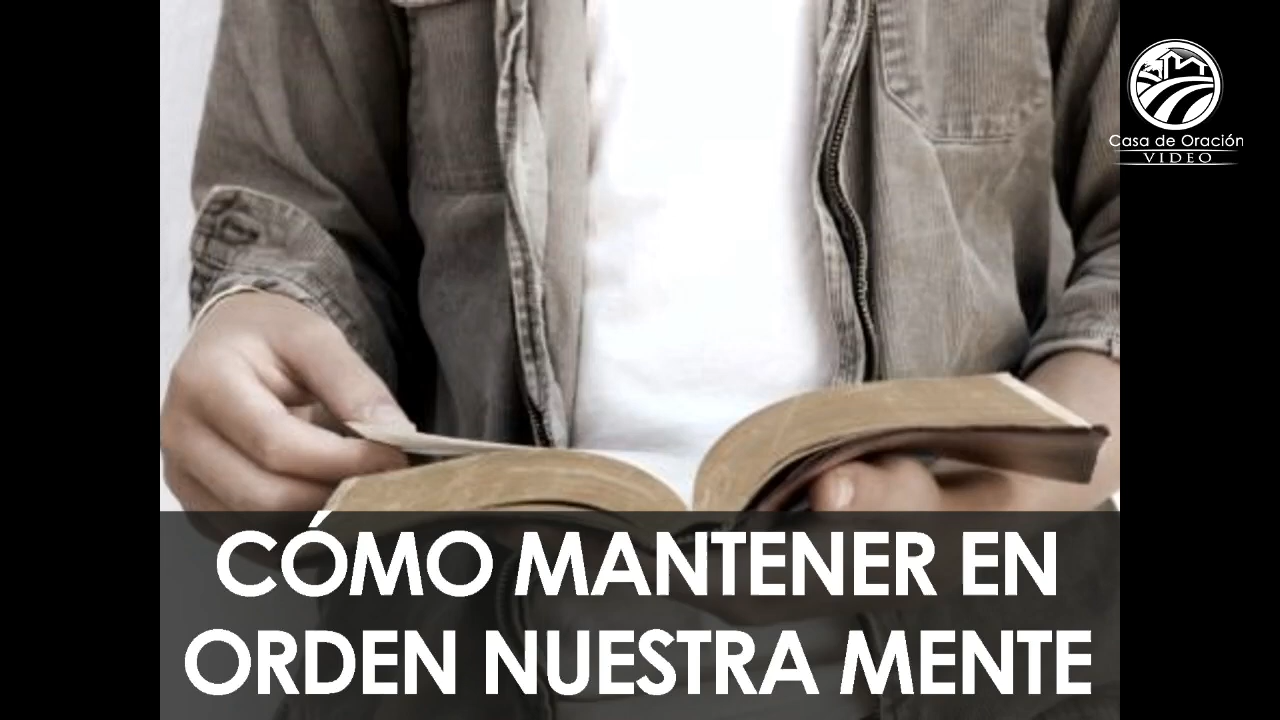 Casa de Oración
VIDEO
CÓMO MANTENER EN
ORDEN NUESTRA MENTE